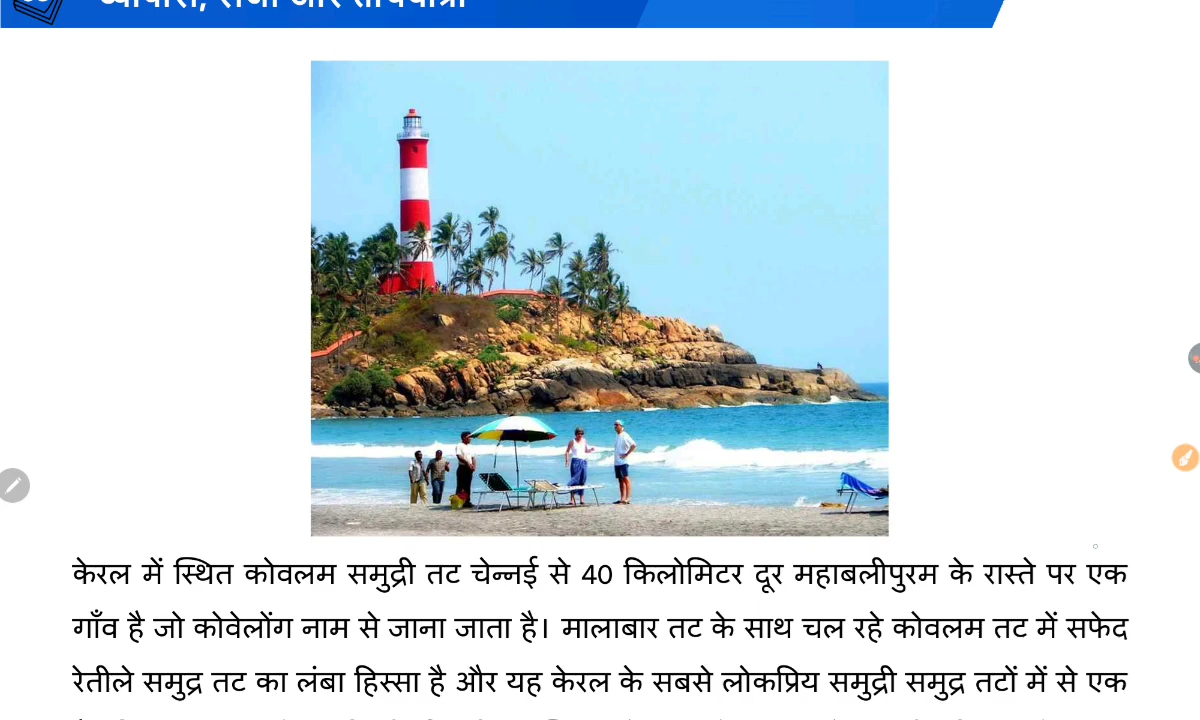 केरल में स्थित कोवलम समुद्री तट चेन्नई से 40 किलोमिटर दूर महाबलीपुरम के रास्ते पर एक
गाँव है जो कोवेलोंग नाम से जाना जाता है। मालाबार तट के साथ चल रहे कोवलम तट में सफेद
रेतीले समुद्र तट का लंबा हिस्सा है और यह केरल के सबसे लोकप्रिय समुद्री समुद्र तटों में से एक